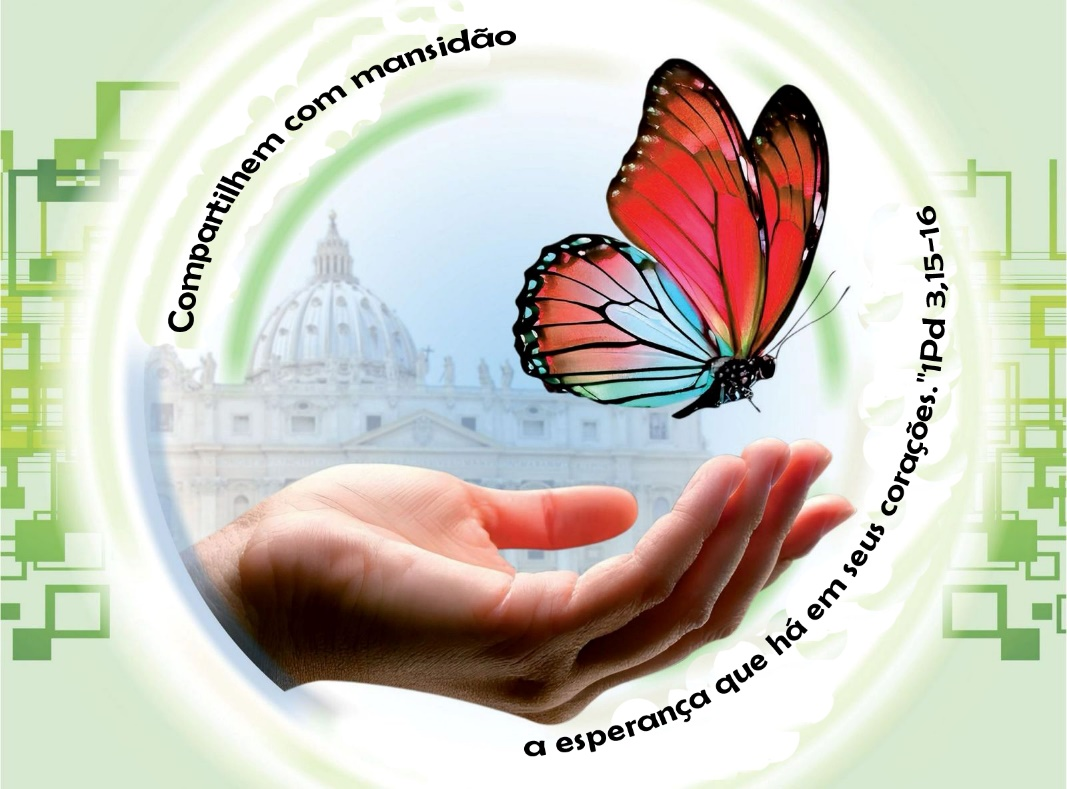 Compartilhem com mansidão
a esperança que há em seus corações."1Pd 3,15-16